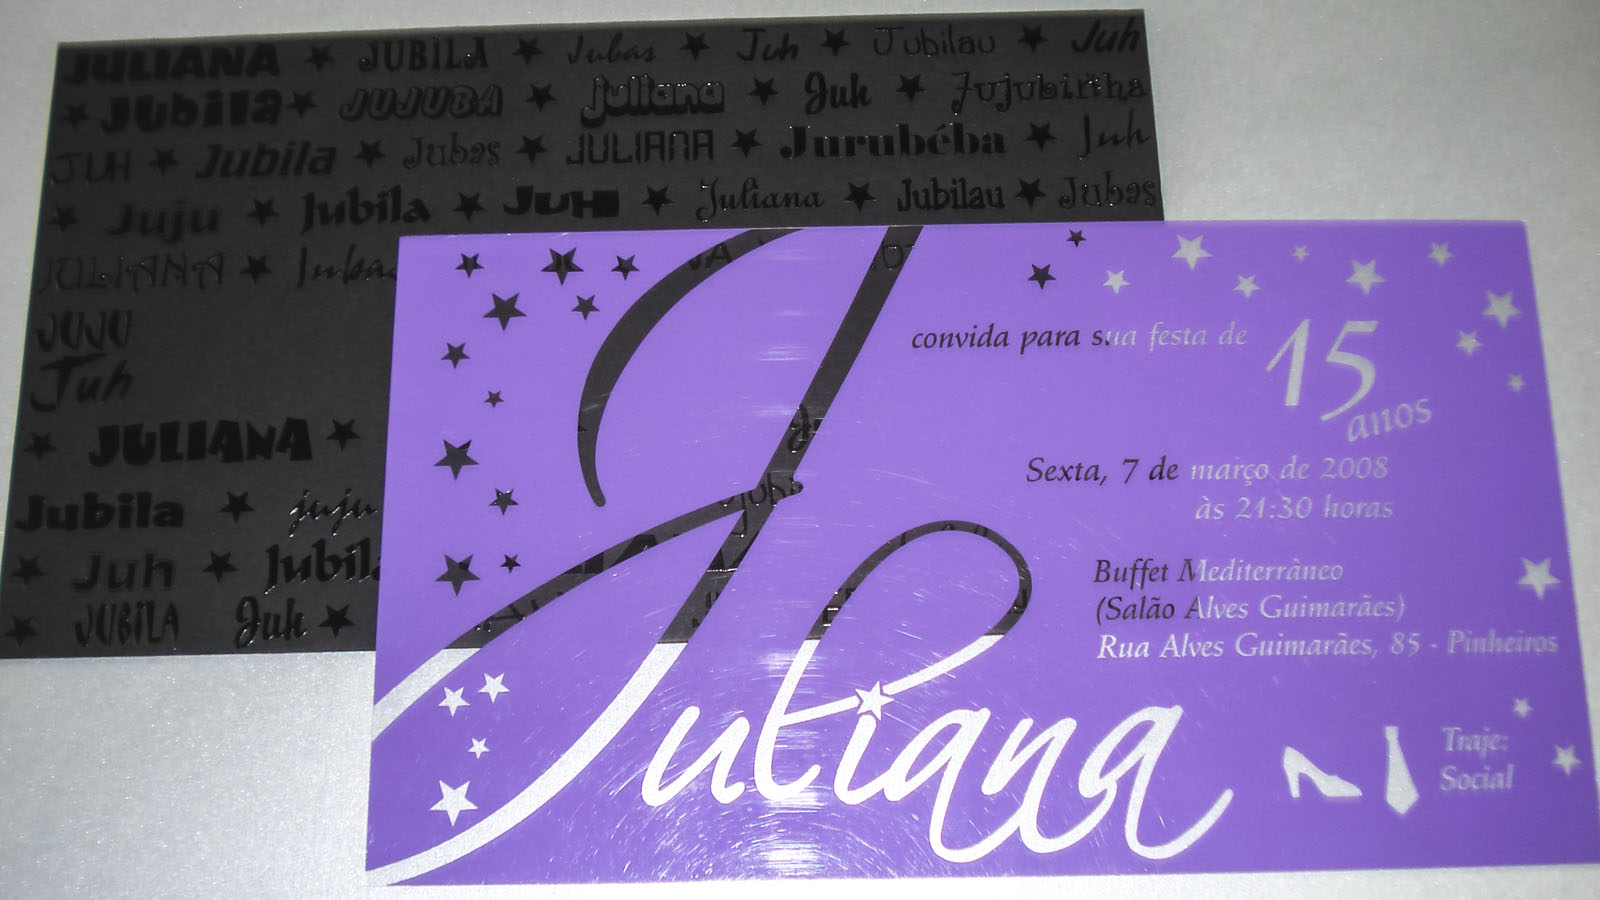 JULIANA ★ JUBILA ★ Jubas ★ Juh ★ Jubilau ★ Juh
★ Jubila ★ JUJUBA ★ juliana ★ Juh ★ Jujubinha
JUH ★ Jubila ★ Jubas ★ JULIANA ★ Jurubéba ★ Juh
★ Juju ★ Jubila ★ JUH ★ Juliana ★ Jubilau ★ Jubas
JULIANA ★ Jubas
JUJU
Juh
★ JULIANA ★
Jubila ★ juju
★ Juh ★ Jubila
★ JUBILA Juh ★
convida para sua festa de 15
anos
Sexta, 7 de março de 2008
às 21:30 horas
Buffet Mediterrâneo
(Salão Alves Guimarães)
Rua Alves Guimarães, 85 - Pinheiros
Juliana
Traje:
Social